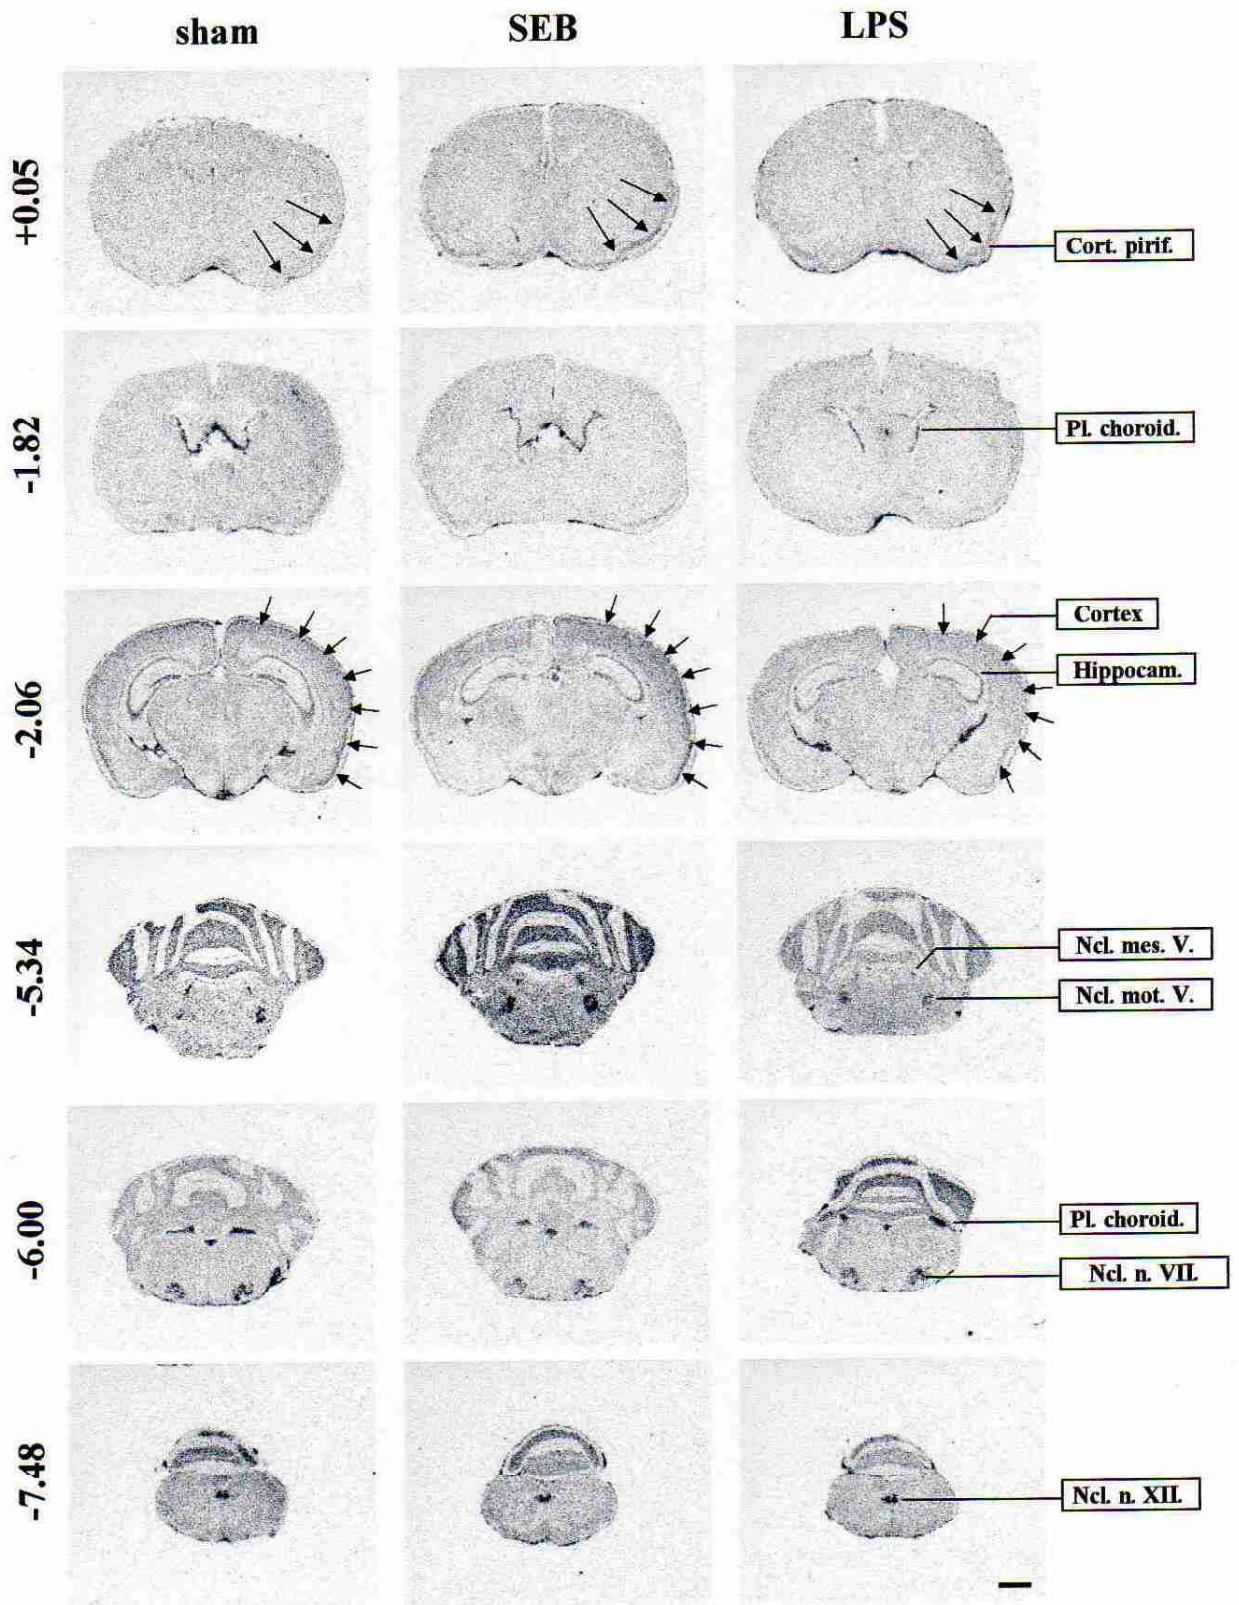 sham SEB LPS
+0.05
Cort. pirif.
-1.82
Pl. choroid.
-2.06
Cortex
Hippocam.
-5.34
Ncl. mes. V.
Ncl. mot. V.
-6.00
Pl. choroid.
Ncl. n. VII.
-7.48
Ncl. n. XII.